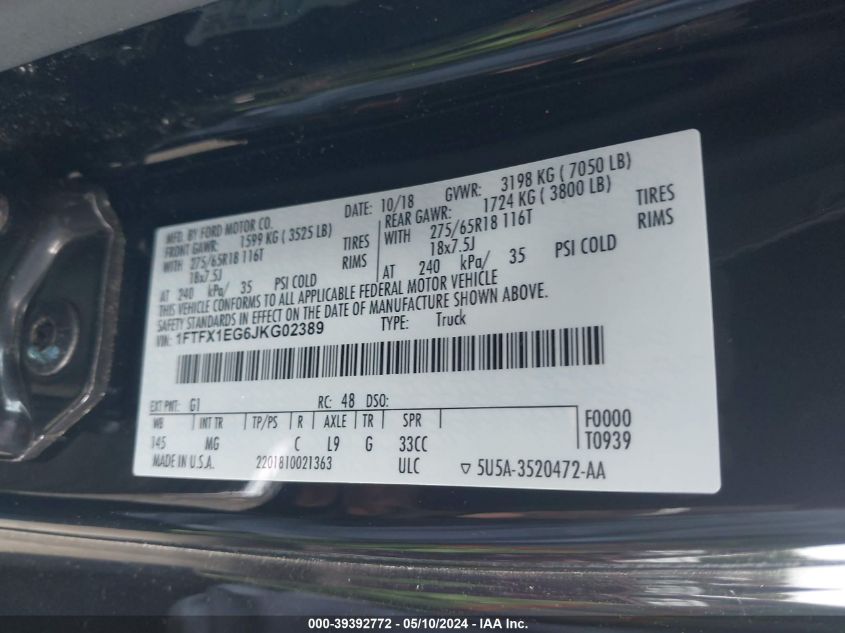 MFD. BY FORD MOTOR CO.
DATE: 10/18
GVWR: 3198 KG ( 7050 LB)
FRONT GAWR: 1599 KG ( 3525 LB)
WITH 275/65R18 116T TIRES
18x7.5J RIMS
AT 240 kPa/ 35 PSI COLD
REAR GAWR: 1724 KG ( 3800 LB)
WITH 275/65R18 116T TIRES
18x7.5J RIMS
AT 240 kPa/ 35 PSI COLD
THIS VEHICLE CONFORMS TO ALL APPLICABLE FEDERAL MOTOR VEHICLE
SAFETY STANDARDS IN EFFECT ON THE DATE OF MANUFACTURE SHOWN ABOVE.
VIN: 1FTFX1EG6JKG02389
TYPE: Truck
EXT PNT: G1 RC: 48 DSO:
WB INT TR TP/PS R AXLE TR SPR
145 MG C L9 G 33CC
F0000
T0939
MADE IN U.S.A. 2201810021363 ULC ▽ 5U5A-3520472-AA
000-39392772 - 05/10/2024 - IAA Inc.